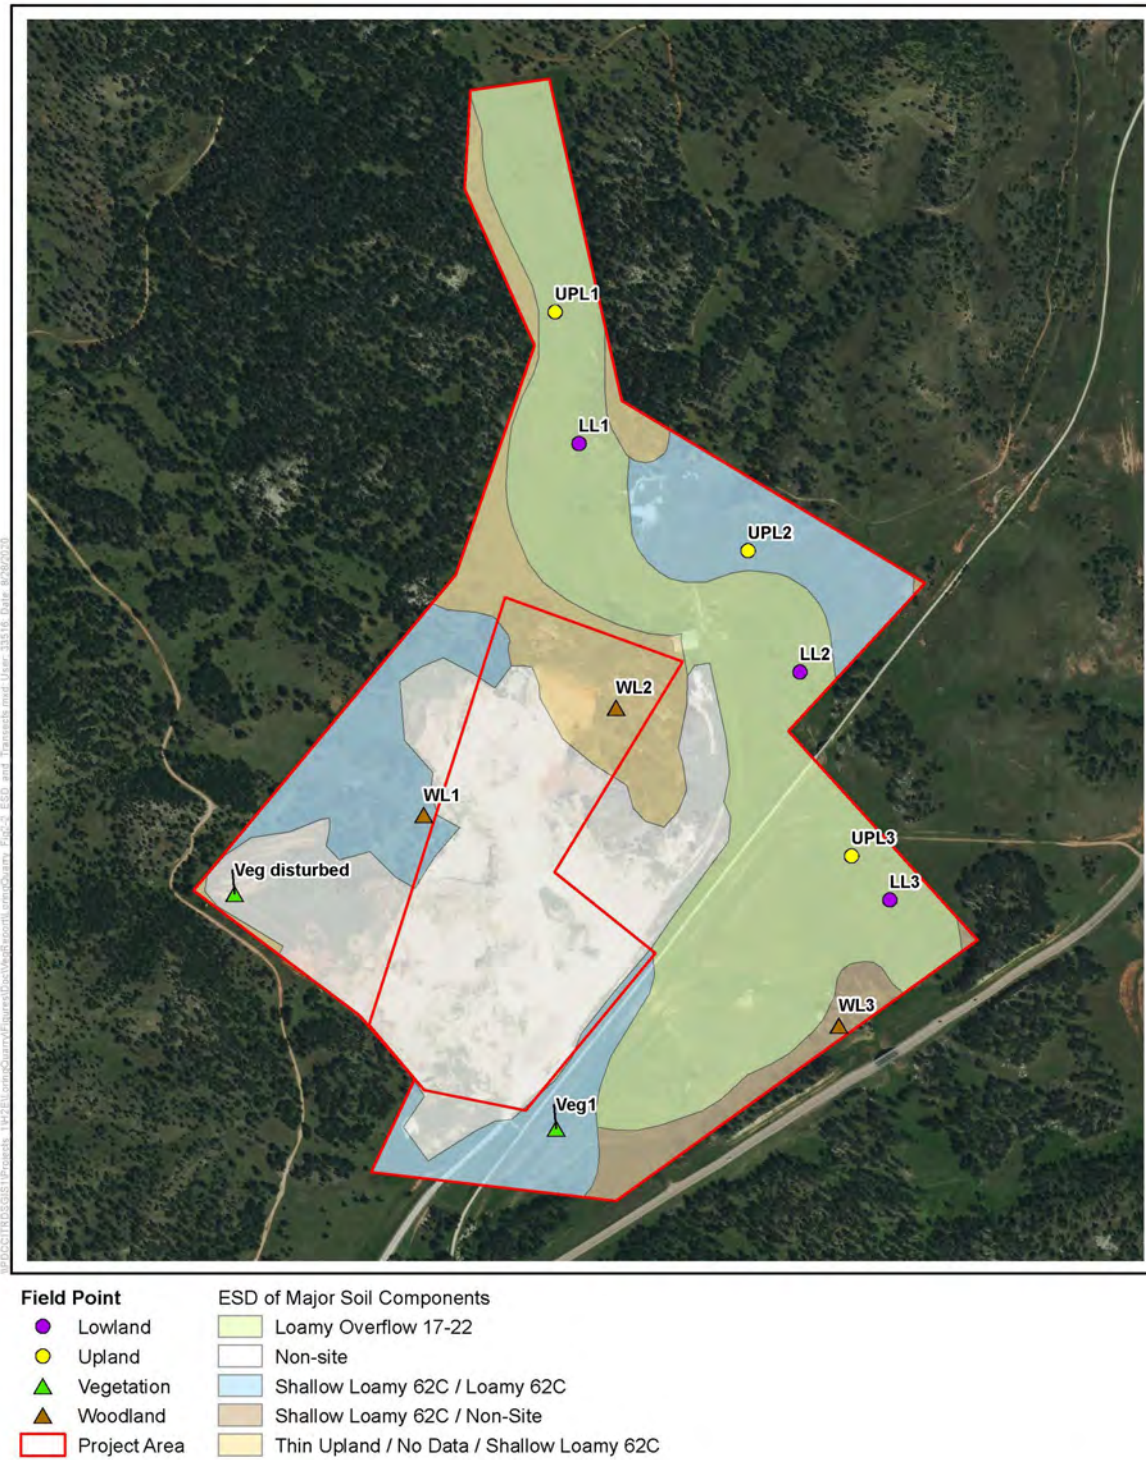 UPL1
LL1
UPL2
LL2
WL2
WL1
UPL3
Veg disturbed
LL3
WL3
Veg1
Field Point
Lowland
Upland
Vegetation
Woodland
Project Area
ESD of Major Soil Components
Loamy Overflow 17-22
Non-site
Shallow Loamy 62C / Loamy 62C
Shallow Loamy 62C / Non-Site
Thin Upland / No Data / Shallow Loamy 62C